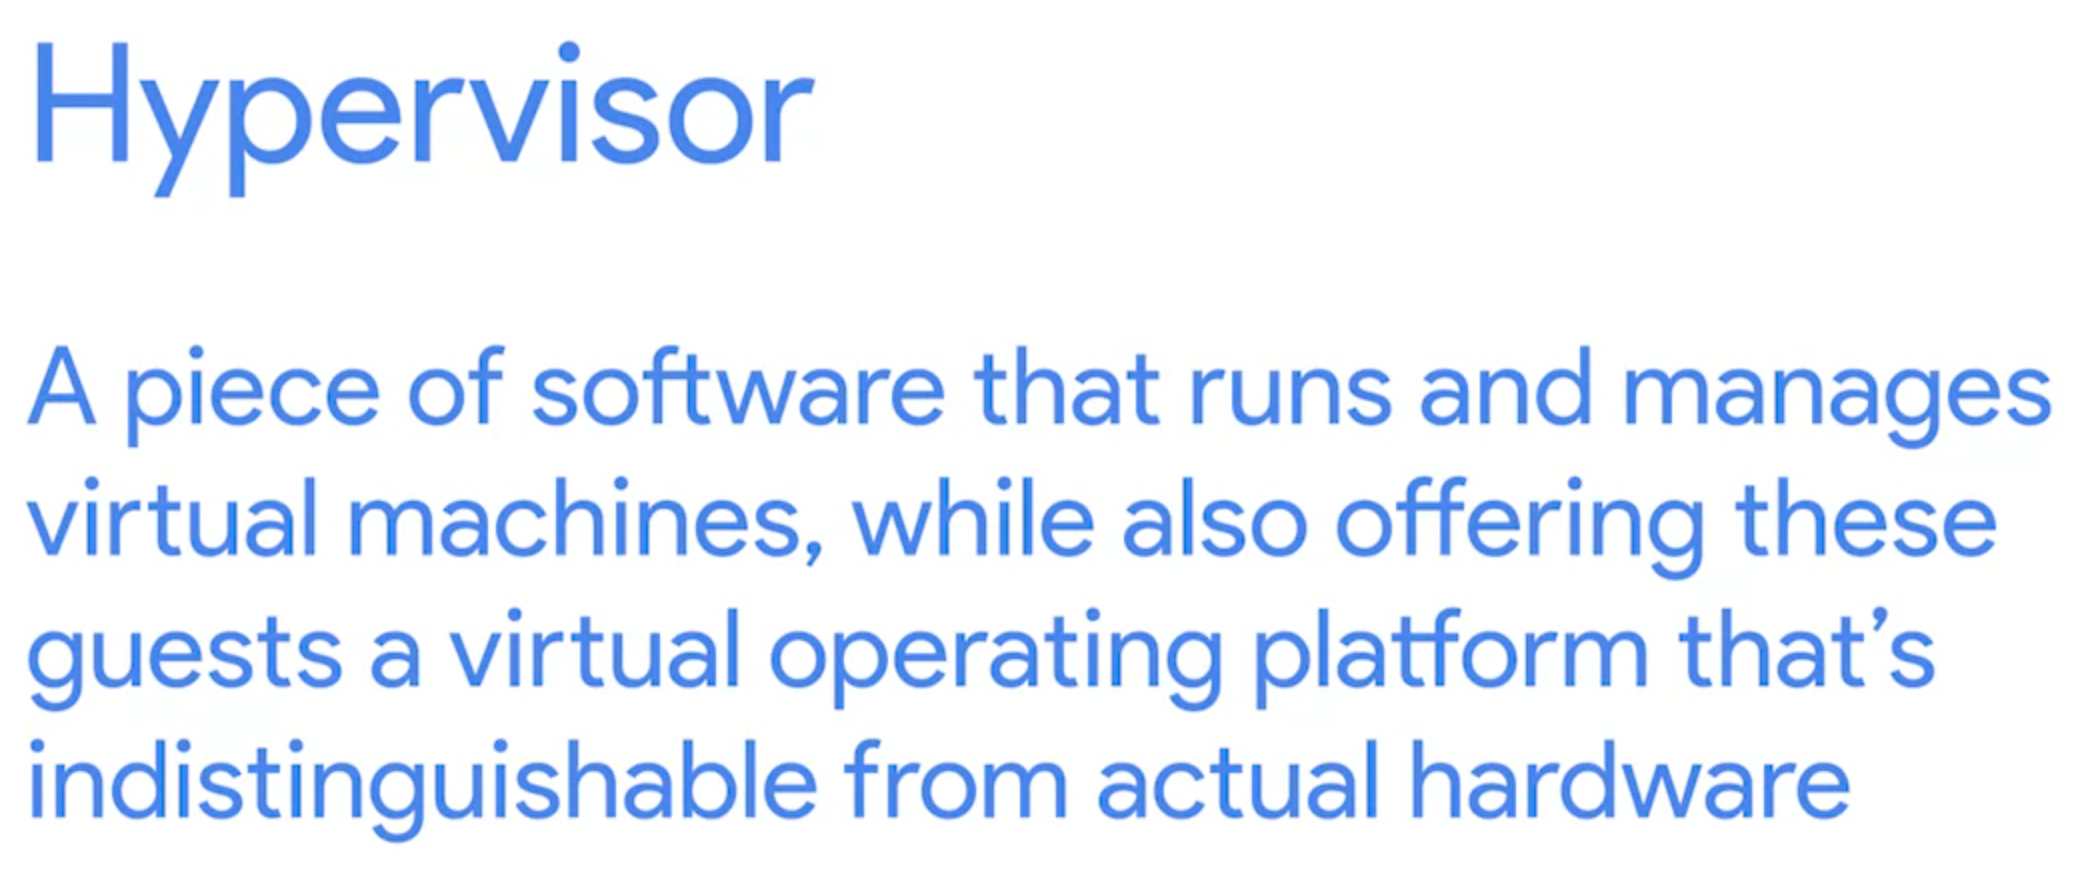 Hypervisor
A piece of software that runs and manages
virtual machines, while also offering these
guests a virtual operating platform that’s
indistinguishable from actual hardware